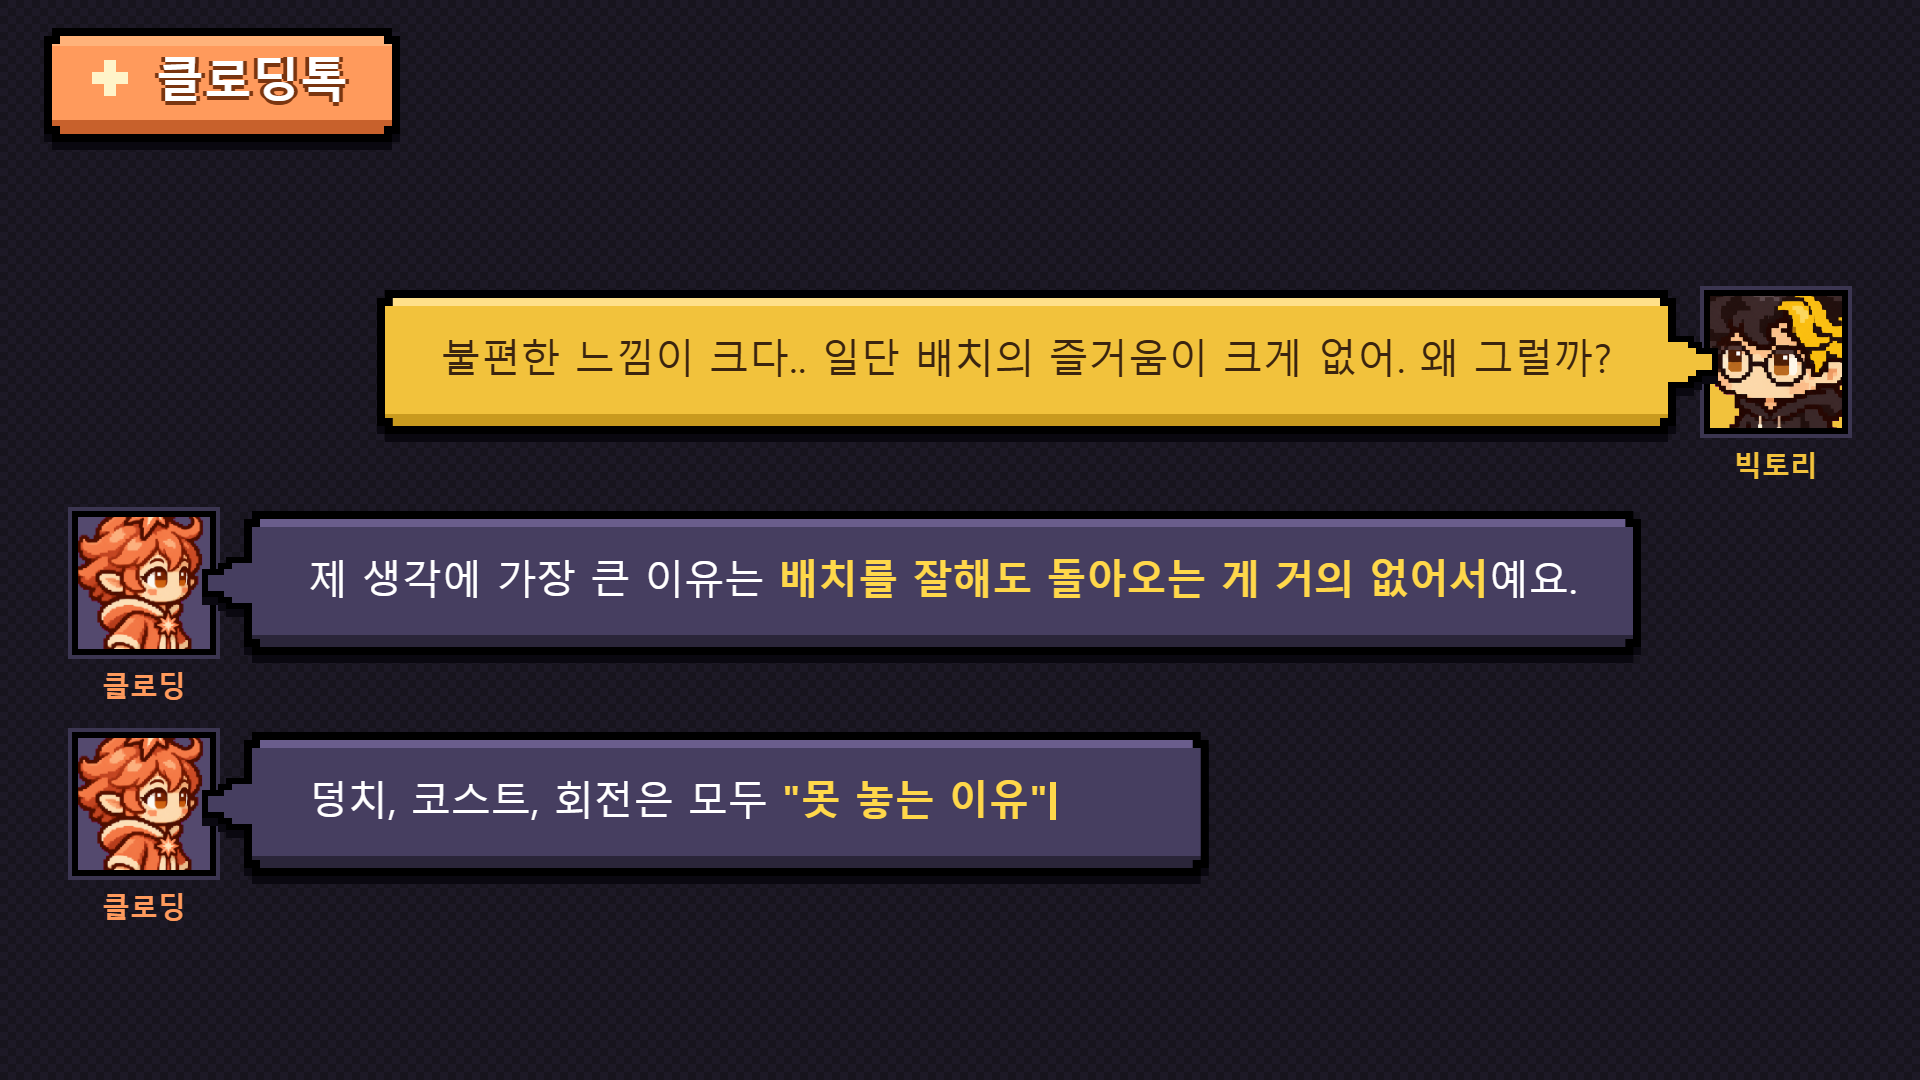 클로딩톡
불편한 느낌이 크다.. 일단 배치의 즐거움이 크게 없어. 왜 그럴까?
빅토리
제 생각에 가장 큰 이유는 배치를 잘해도 돌아오는 게 거의 없어서예요.
클로딩
덩치, 코스트, 회전은 모두 "못 놓는 이유"
클로딩